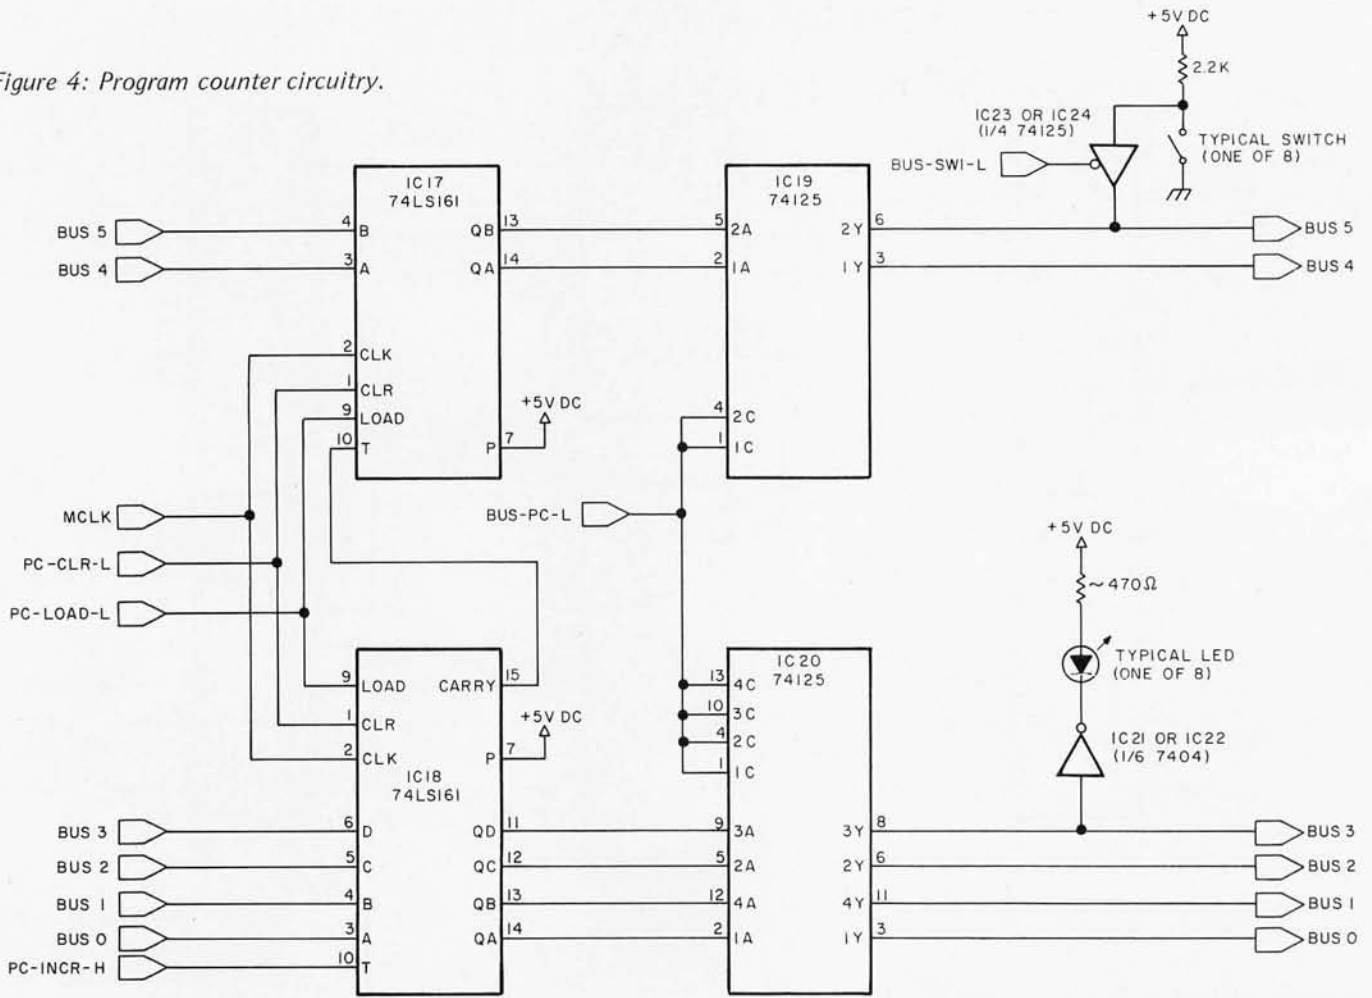 Figure 4: Program counter circuitry.
+5V DC
2.2K
IC23 OR IC24
(1/4 74125)
TYPICAL SWITCH
(ONE OF 8)
BUS-SWI-L
IC17
74LS161
IC19
74125
BUS 5
4
B
QB
13
5
2A
2Y
6
BUS 5
BUS 4
3
A
QA
14
2
1A
1Y
3
BUS 4
2
CLK
1
CLR
9
LOAD
10
T
+5V DC
P
7
4
2C
1
1C
MCLK
PC-CLR-L
PC-LOAD-L
BUS-PC-L
+5V DC
~470Ω
TYPICAL LED
(ONE OF 8)
IC21 OR IC22
(1/6 7404)
9
LOAD
CARRY
15
1
CLR
2
CLK
+5V DC
P
7
IC18
74LS161
IC20
74125
13
4C
10
3C
4
2C
1
1C
BUS 3
6
D
QD
11
9
3A
3Y
8
BUS 3
BUS 2
5
C
QC
12
5
2A
2Y
6
BUS 2
BUS 1
4
B
QB
13
12
4A
4Y
11
BUS 1
BUS 0
3
A
QA
14
2
1A
1Y
3
BUS 0
PC-INCR-H
10
T